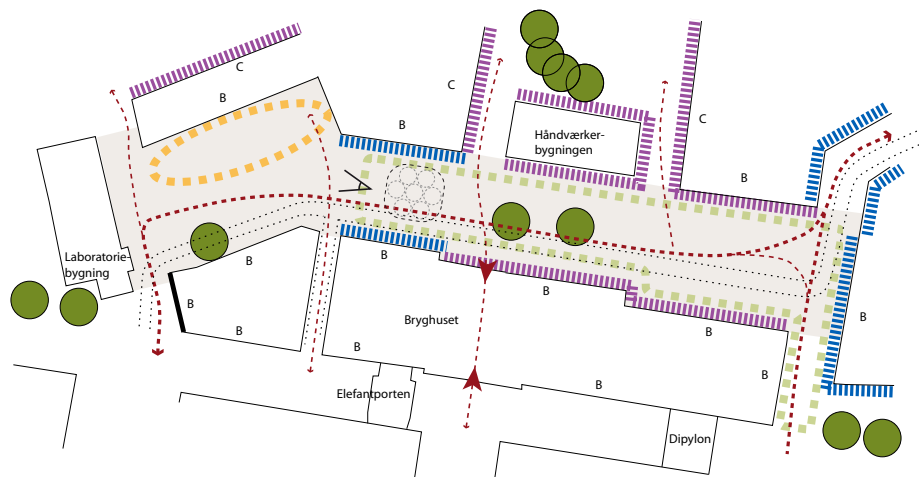 C
B
B
C
Håndværker-
bygningen
C
B
Laboratorie-
bygning
B
B
B
B
B
Bryghuset
B
B
B
B
B
B
Elefantporten
Dipylon